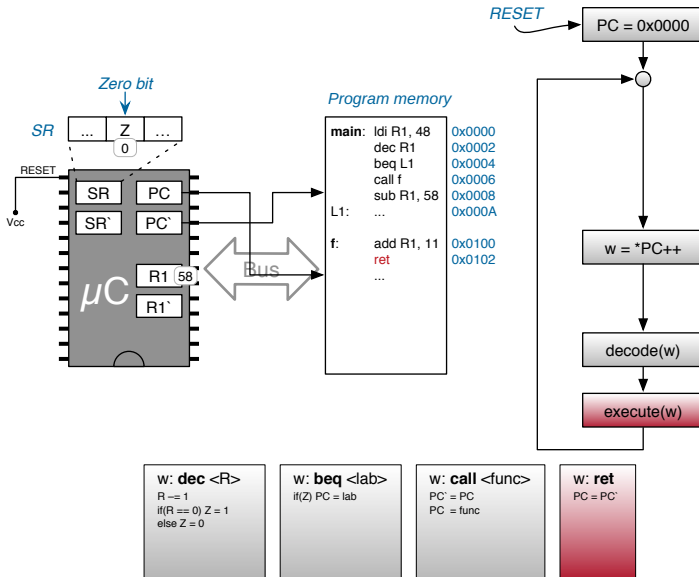 RESET
PC = 0x0000
Zero bit
Program memory
SR
...
Z
...
0
main: ldi R1, 48 0x0000
dec R1 0x0002
beq L1 0x0004
call f 0x0006
sub R1, 58 0x0008
L1: ... 0x000A
f: add R1, 11 0x0100
ret 0x0102
...
RESET
Vcc
SR
PC
SR`
PC`
R1
58
R1`
µC
Bus
w = *PC++
decode(w)
execute(w)
w: dec <R>
R –= 1
if(R == 0) Z = 1
else Z = 0
w: beq <lab>
if(Z) PC = lab
w: call <func>
PC` = PC
PC = func
w: ret
PC = PC`